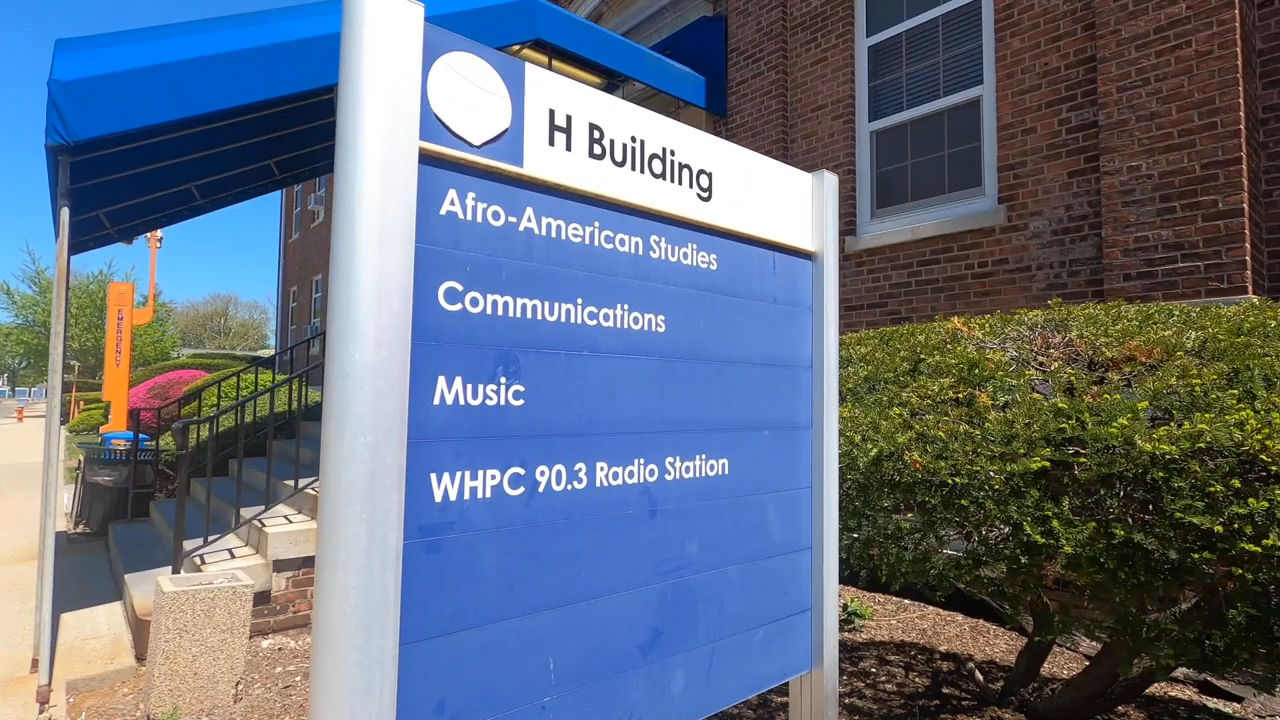 H Building
Afro-American Studies
Communications
Music
WHPC 90.3 Radio Station
EMERGENCY